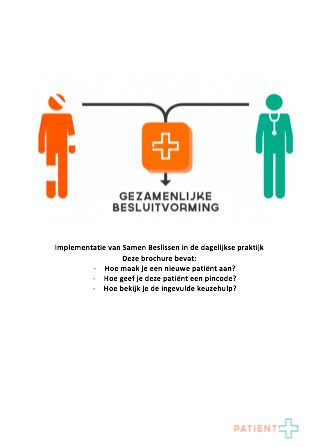 GEZAMENLIJKE
BESLUITVORMING
Implementatie van Samen Beslissen in de dagelijkse praktijk
Deze brochure bevat:
- Hoe maak je een nieuwe patiënt aan?
- Hoe geef je deze patiënt een pincode?
- Hoe bekijk je de ingevulde keuzehulp?
PATIENT